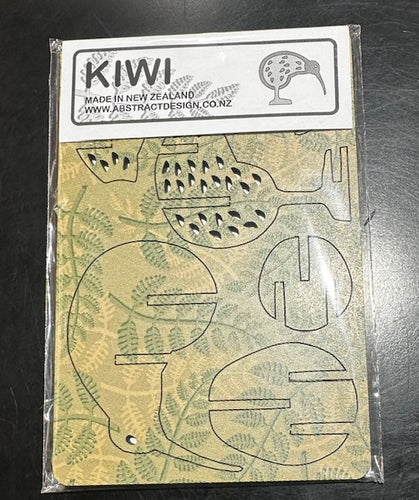 KIWI
MADE IN NEW ZEALAND
WWW.ABSTRACTDESIGN.CO.NZ